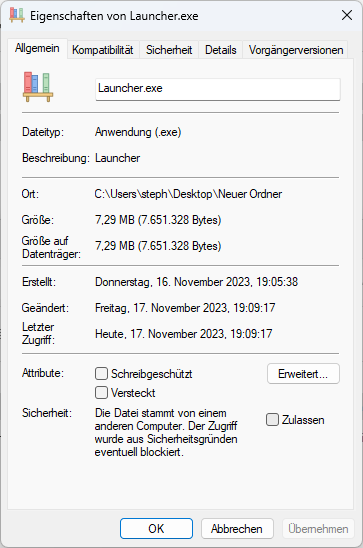 Eigenschaften von Launcher.exe
Allgemein Kompatibilität Sicherheit Details Vorgängerversionen
Launcher.exe
Dateityp: Anwendung (.exe)
Beschreibung: Launcher
Ort: C:\Users\steph\Desktop\Neuer Ordner
Größe: 7,29 MB (7.651.328 Bytes)
Größe auf
Datenträger: 7,29 MB (7.651.328 Bytes)
Erstellt: Donnerstag, 16. November 2023, 19:05:38
Geändert: Freitag, 17. November 2023, 19:09:17
Letzter
Zugriff: Heute, 17. November 2023, 19:09:17
Attribute: Schreibgeschützt Erweitert...
Versteckt
Sicherheit: Die Datei stammt von einem
anderen Computer. Der Zugriff Zulassen
wurde aus Sicherheitsgründen
eventuell blockiert.
OK Abbrechen Übernehmen